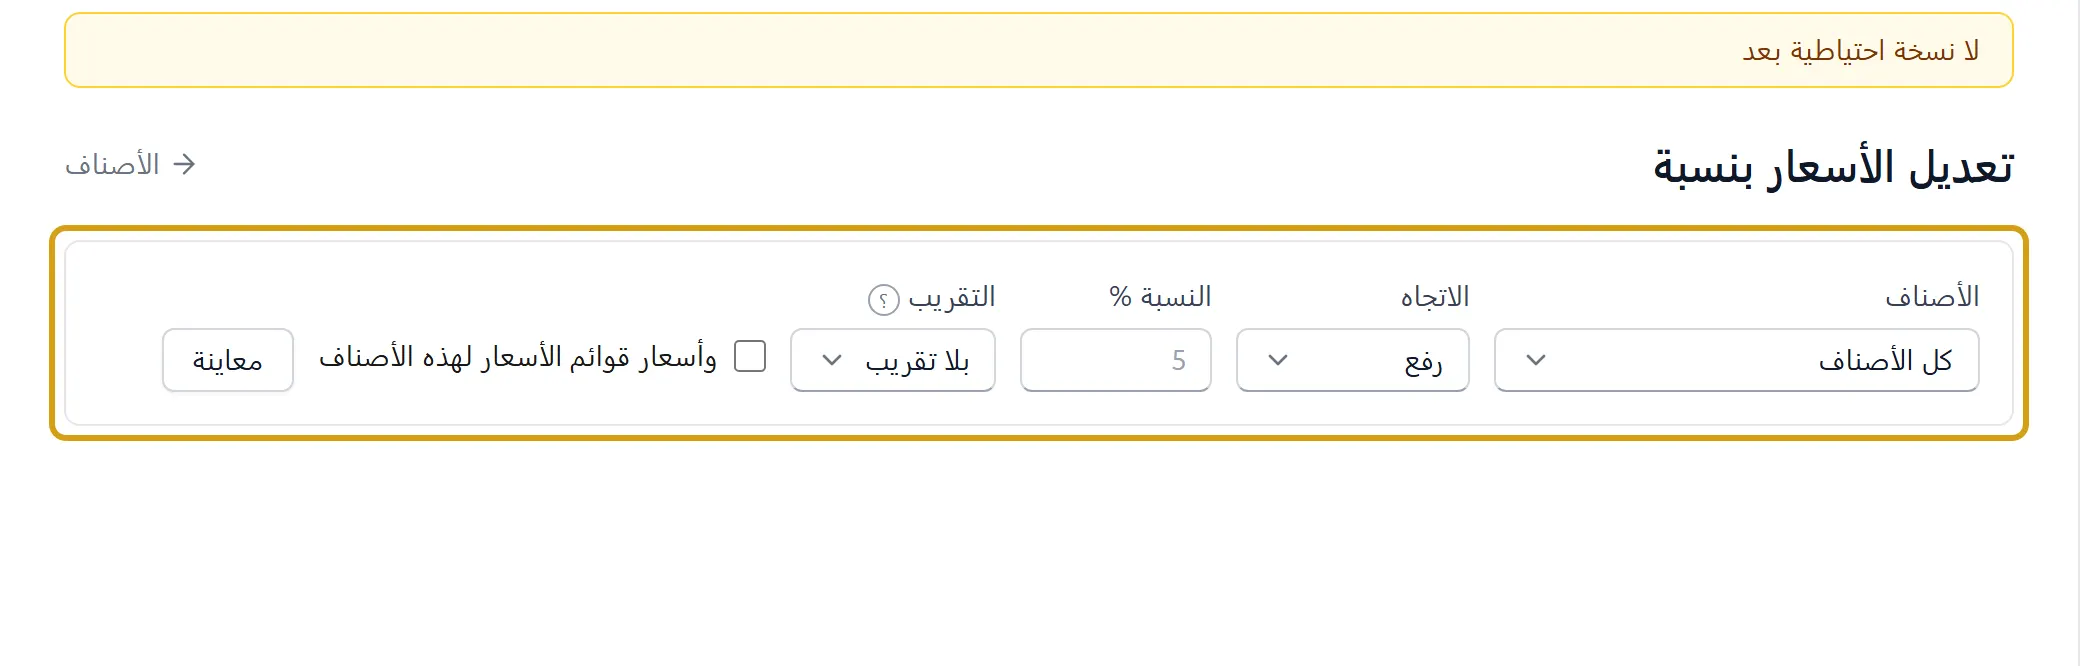 لا نسخة احتياطية بعد
تعديل الأسعار بنسبة
→ الأصناف
الأصناف
الاتجاه
النسبة %
التقريب ؟
كل الأصناف
رفع
5
بلا تقريب
وأسعار قوائم الأسعار لهذه الأصناف
معاينة